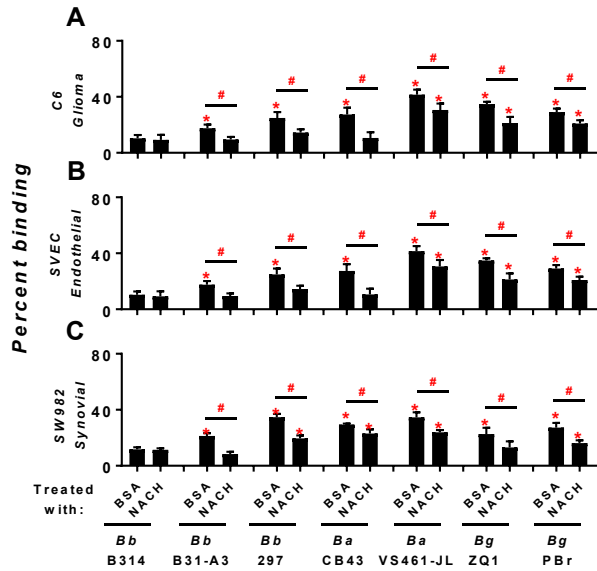 A
80
40
0
C6
Glioma
* # * # * # * * # * * # * * #
B
80
40
0
SVEC
Endothelial
* # * # * # * * # * * # * * #
C
80
40
0
SW982
Synovial
* # * * # * * # * * # * # * * #
Percent binding
Treated with:
BSA NACH BSA NACH BSA NACH BSA NACH BSA NACH BSA NACH BSA NACH
Bb Bb Bb Ba Ba Bg Bg
B314 B31-A3 297 CB43 VS461-JL ZQ1 PBr